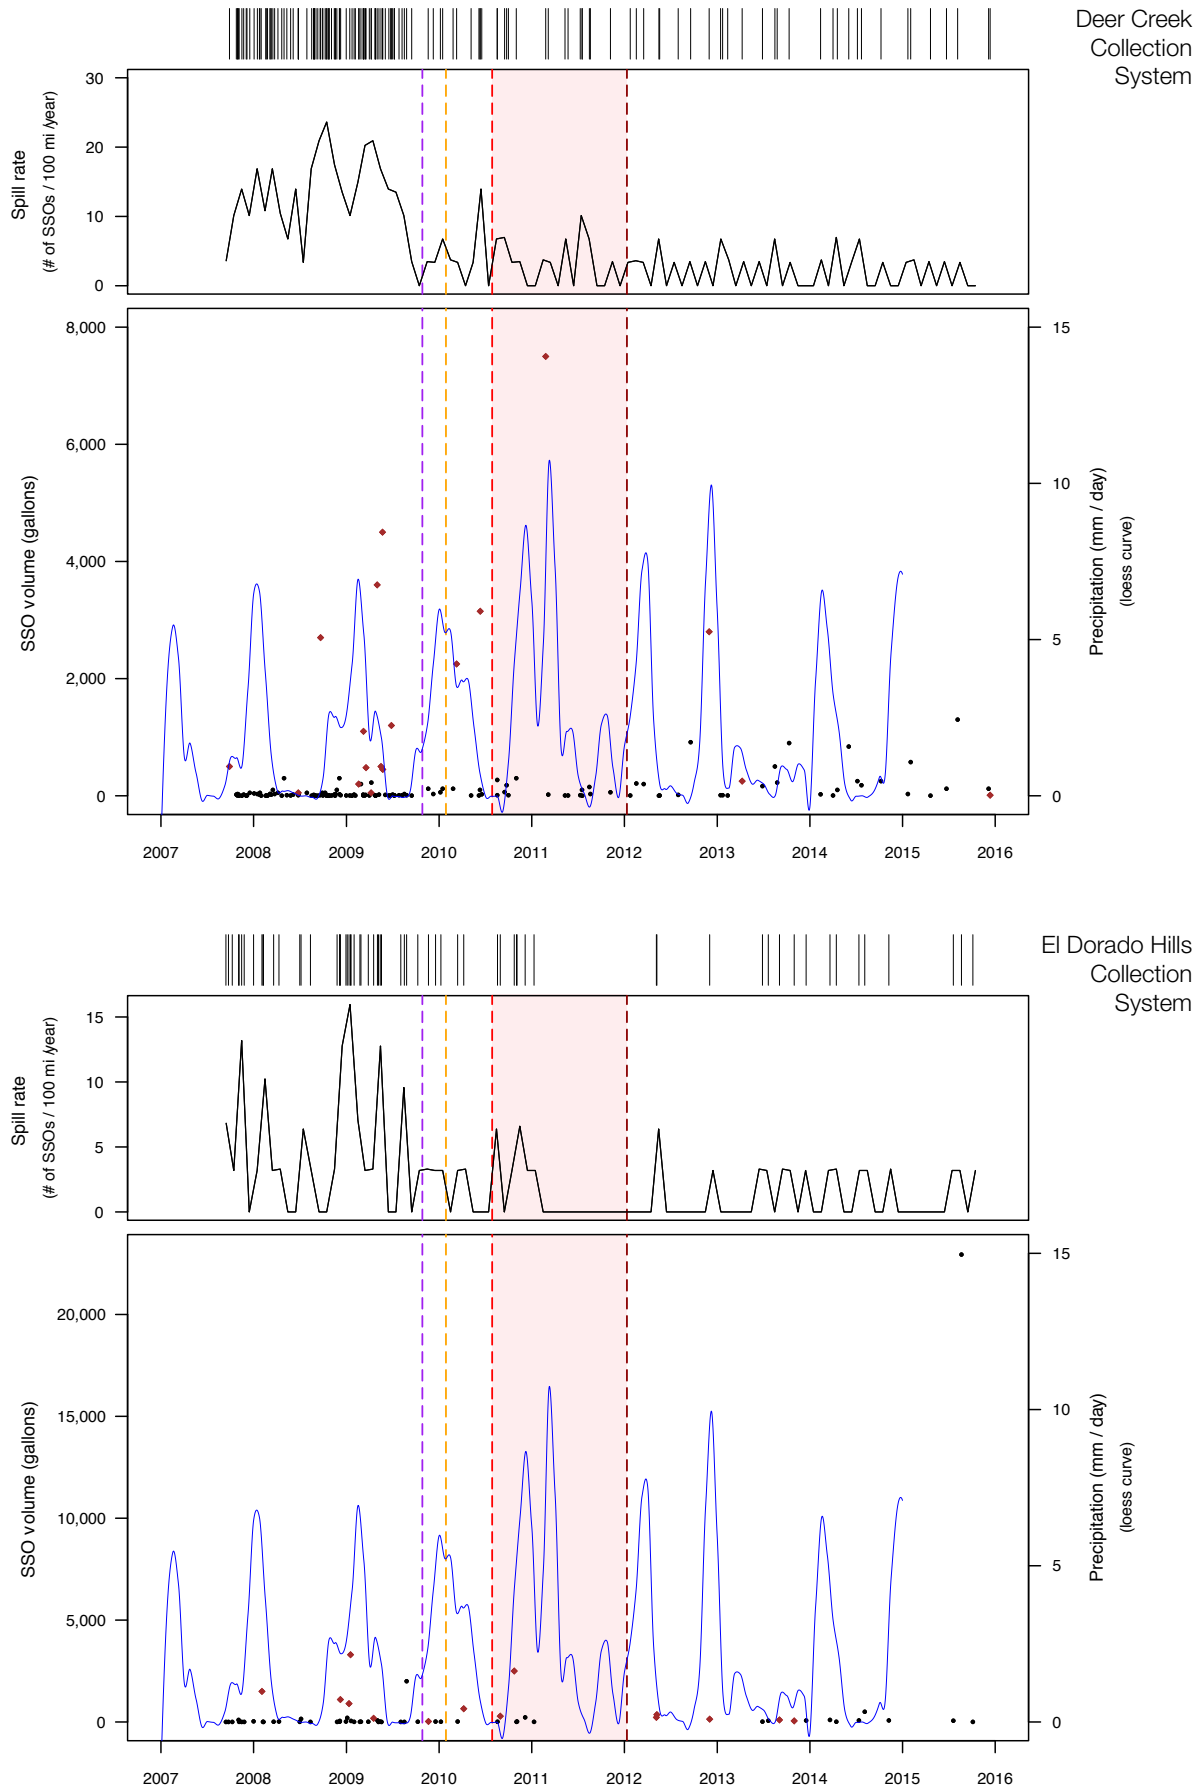 Deer Creek
Collection
System
30
20
10
0
Spill rate
(# of SSOs / 100 mi /year)
8,000
6,000
4,000
2,000
0
SSO volume (gallons)
15
10
5
0
Precipitation (mm / day)
(loess curve)
2007 2008 2009 2010 2011 2012 2013 2014 2015 2016
El Dorado Hills
Collection
System
15
10
5
0
Spill rate
(# of SSOs / 100 mi /year)
20,000
15,000
10,000
5,000
0
SSO volume (gallons)
15
10
5
0
Precipitation (mm / day)
(loess curve)
2007 2008 2009 2010 2011 2012 2013 2014 2015 2016